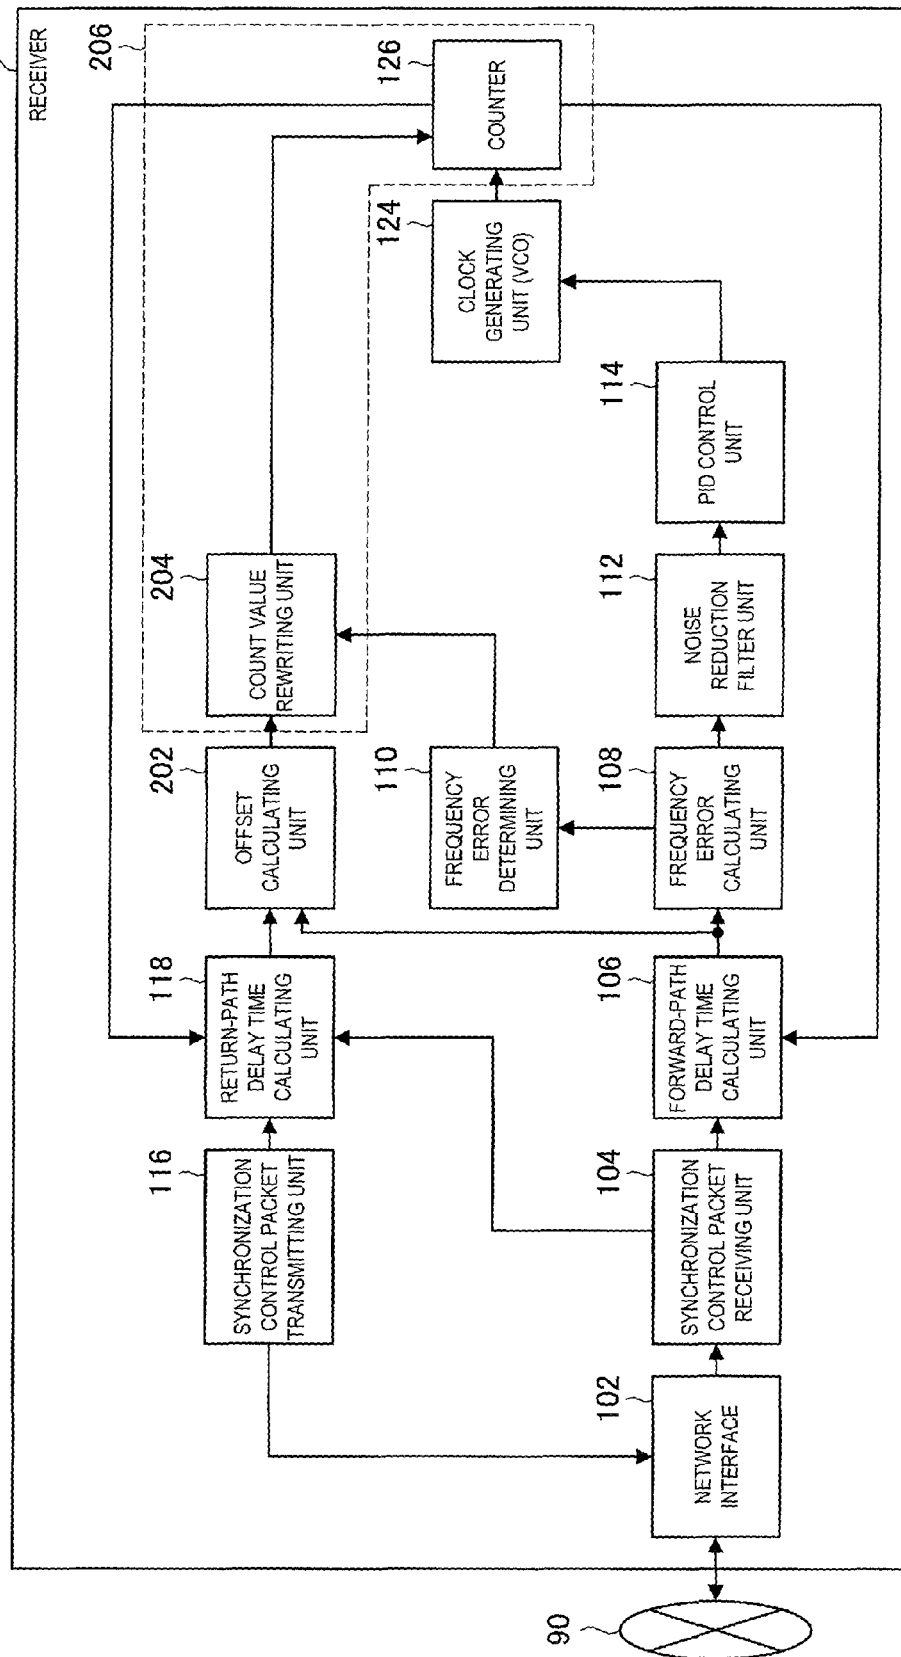 RECEIVER
206
126
COUNTER
124
CLOCK
GENERATING
UNIT (VCO)
114
PID CONTROL
UNIT
204
COUNT VALUE
REWRITING UNIT
112
NOISE
REDUCTION
FILTER UNIT
202
OFFSET
CALCULATING
UNIT
110
FREQUENCY
ERROR
DETERMINING
UNIT
108
FREQUENCY
ERROR
CALCULATING
UNIT
118
RETURN-PATH
DELAY TIME
CALCULATING
UNIT
106
FORWARD-PATH
DELAY TIME
CALCULATING
UNIT
116
SYNCHRONIZATION
CONTROL PACKET
TRANSMITTING UNIT
104
SYNCHRONIZATION
CONTROL PACKET
RECEIVING UNIT
102
NETWORK
INTERFACE
90